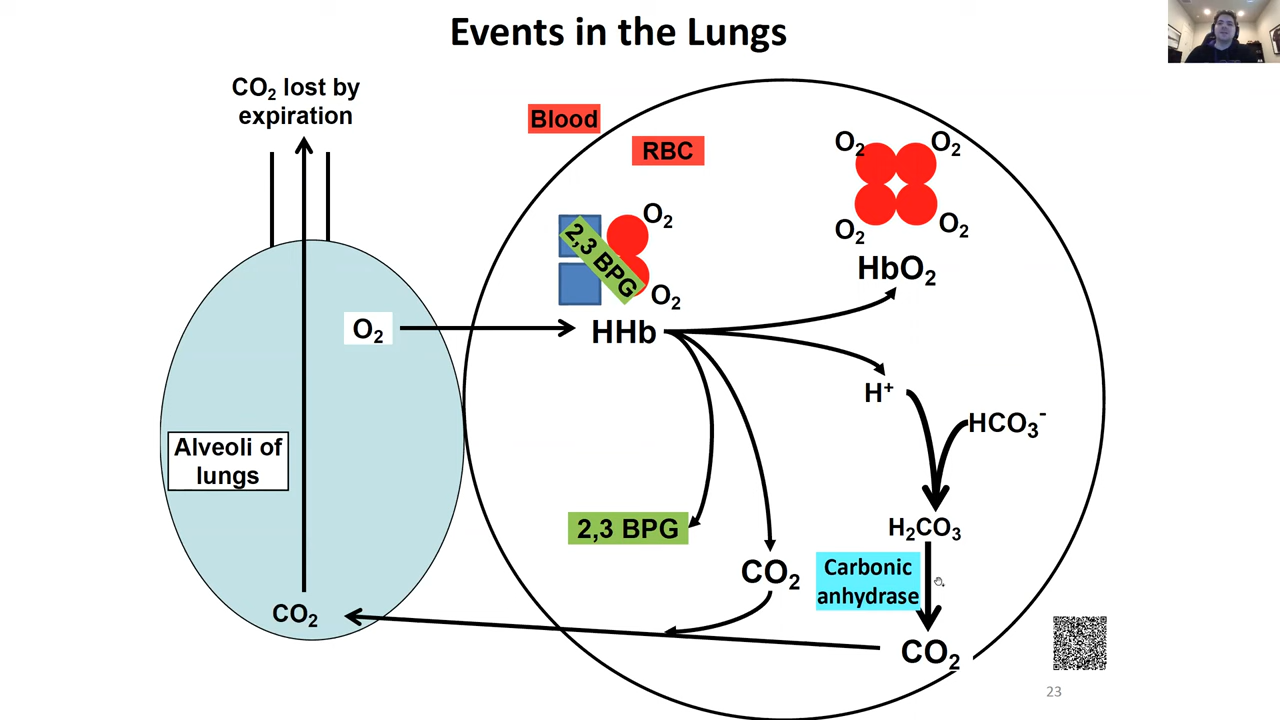 Events in the Lungs
CO₂ lost by
expiration
Blood
RBC
O₂
O₂
O₂
O₂
HbO₂
O₂
2,3 BPG
O₂
HHb
O₂
H⁺
HCO₃⁻
Alveoli of
lungs
2,3 BPG
H₂CO₃
CO₂
Carbonic
anhydrase
CO₂
CO₂
23